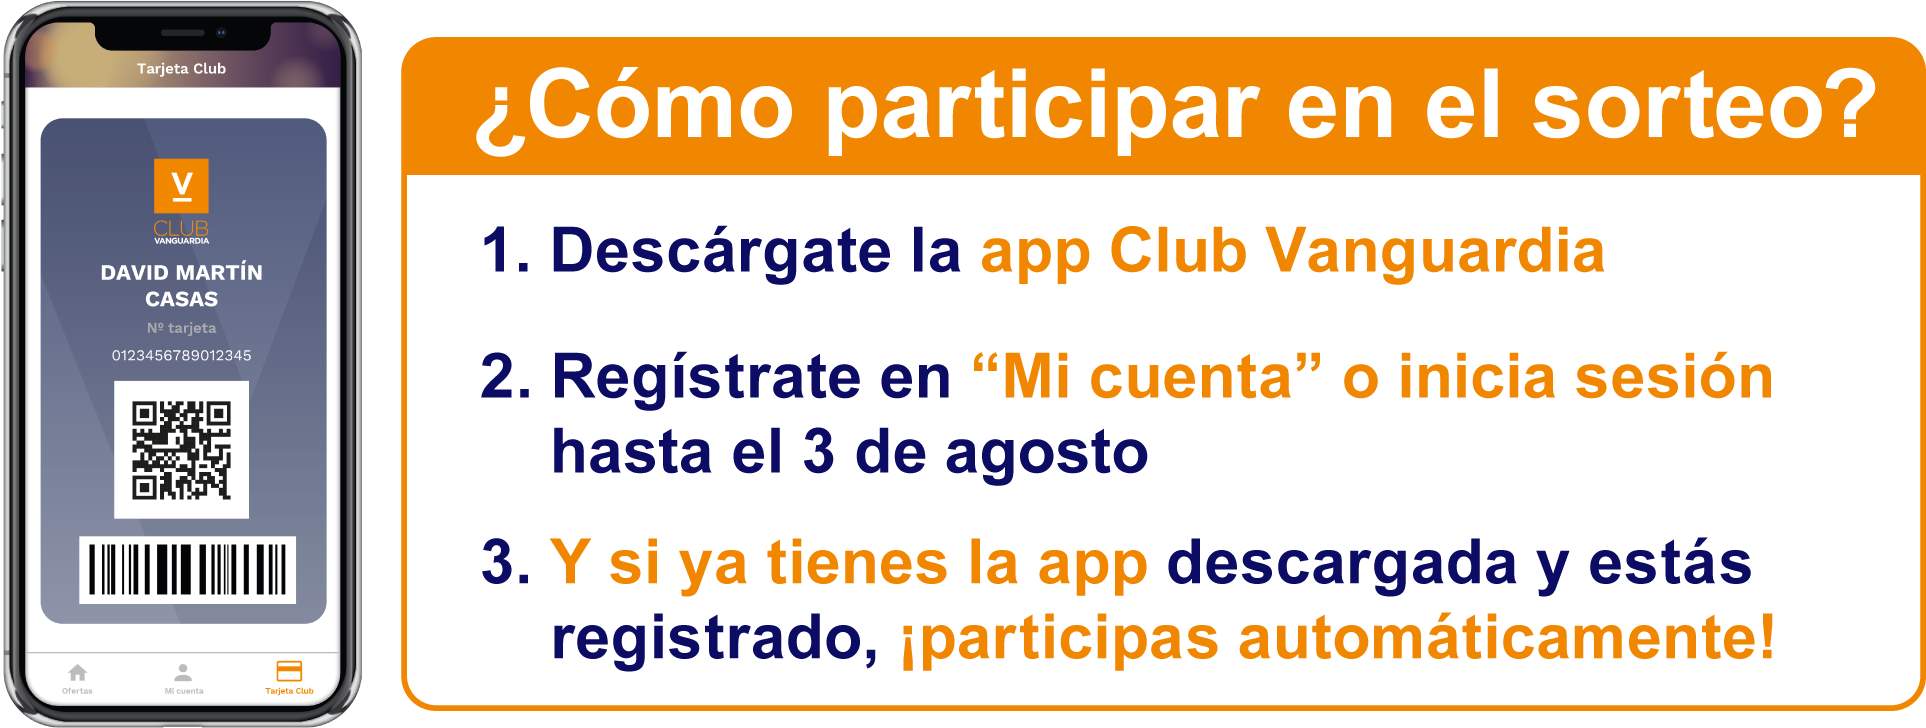 Tarjeta Club
V
CLUB
VANGUARDIA
DAVID MARTÍN
CASAS
Nº tarjeta
0123456789012345
Ofertas
Mi cuenta
Tarjeta Club
¿Cómo participar en el sorteo?
1. Descárgate la app Club Vanguardia
2. Regístrate en “Mi cuenta” o inicia sesión
hasta el 3 de agosto
3. Y si ya tienes la app descargada y estás
registrado, ¡participas automáticamente!